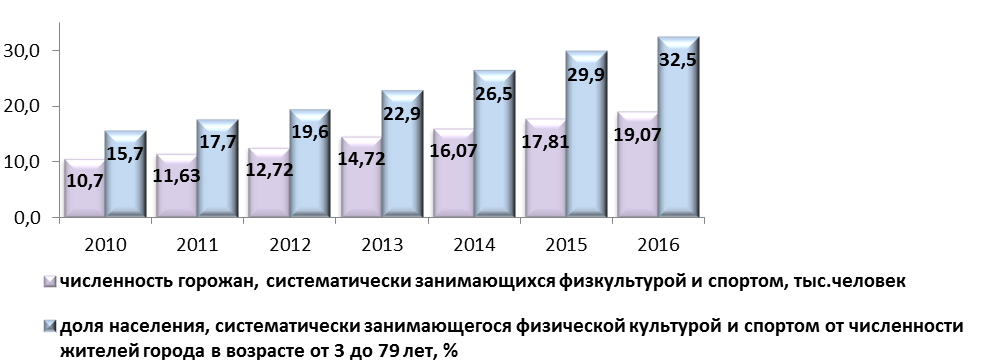 30,0
20,0
10,0
0,0
10,7 15,7 11,63 17,7 12,72 19,6 14,72 22,9 16,07 26,5 17,81 29,9 19,07 32,5
2010 2011 2012 2013 2014 2015 2016
численность горожан, систематически занимающихся физкультурой и спортом, тыс.человек
доля населения, систематически занимающегося физической культурой и спортом от численности
жителей города в возрасте от 3 до 79 лет, %